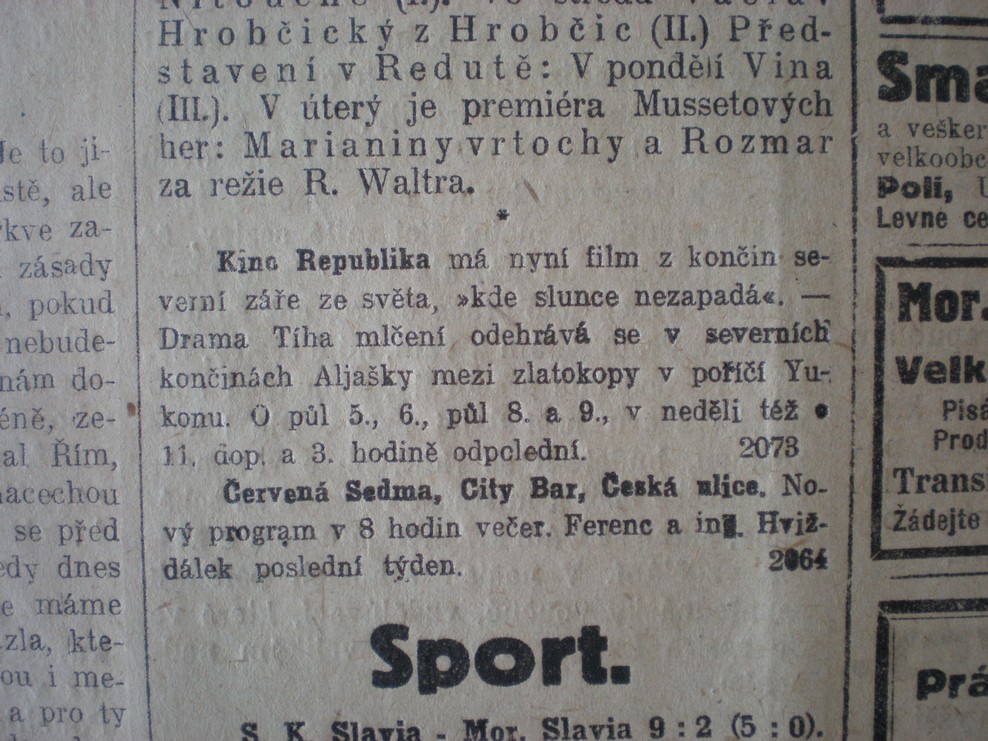 Je to ji-
stě, ale
kve za-
zásady
pokud
nebude-
nám do-
éně, ze-
al Řím,
nacechou
se před
edy dnes
e máme
zla, kte-
ou i me-
a pro ty
Hrobčický z Hrobčic (II.) Před-
stavení v Redutě: V pondělí Vina
(III.). V úterý je premiéra Mussetových
her: Marianiny vrtochy a Rozmar
za režie R. Waltra.
*
Kino Republika má nyní film z končin se-
verní záře ze světa, »kde slunce nezapadá«. —
Drama Tíha mlčení odehrává se v severních
končinách Aljašky mezi zlatokopy v poříčí Yu-
konu. O půl 5., 6., půl 8. a 9., v neděli též o
11. dop. a 3. hodině odpolední. 2073
Červená Sedma, City Bar, Česká ulice. No-
vý program v 8 hodin večer. Ferenc a ing. Hviž-
dálek poslední týden. 2064
Sport.
S. K. Slavia - Mor. Slavia 9 : 2 (5 : 0).
Sma
a vešker
velkoobc
Poli, U
Levné ce
Mor.
Velk
Pisá
Prod
Trans
Žádejte
Prá